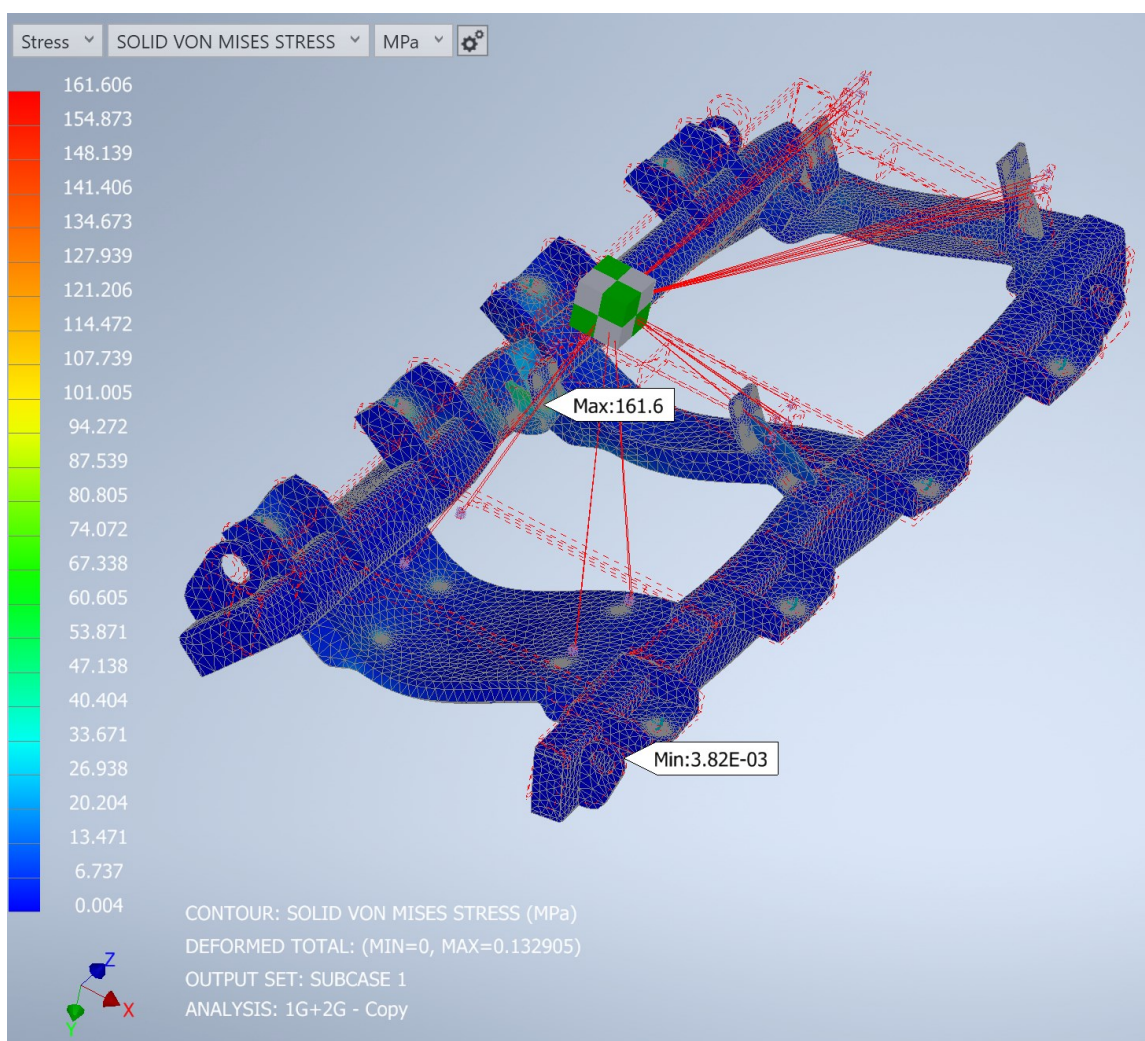 Stress SOLID VON MISES STRESS MPa
161.606
154.873
148.139
141.406
134.673
127.939
121.206
114.472
107.739
101.005
94.272
87.539
80.805
74.072
67.338
60.605
53.871
47.138
40.404
33.671
26.938
20.204
13.471
6.737
0.004
Max:161.6
Min:3.82E-03
CONTOUR: SOLID VON MISES STRESS (MPa)
DEFORMED TOTAL: (MIN=0, MAX=0.132905)
OUTPUT SET: SUBCASE 1
ANALYSIS: 1G+2G - Copy
Z
X
Y